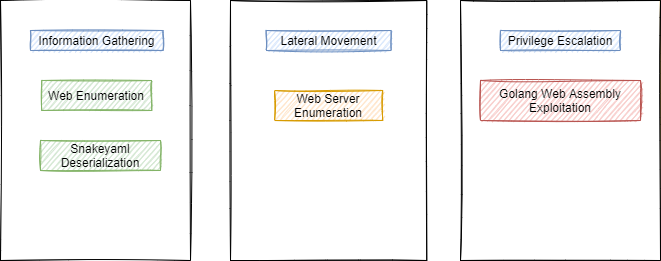 Information Gathering
Web Enumeration
Snakeyaml
Deserialization
Lateral Movement
Web Server
Enumeration
Privilege Escalation
Golang Web Assembly
Exploitation